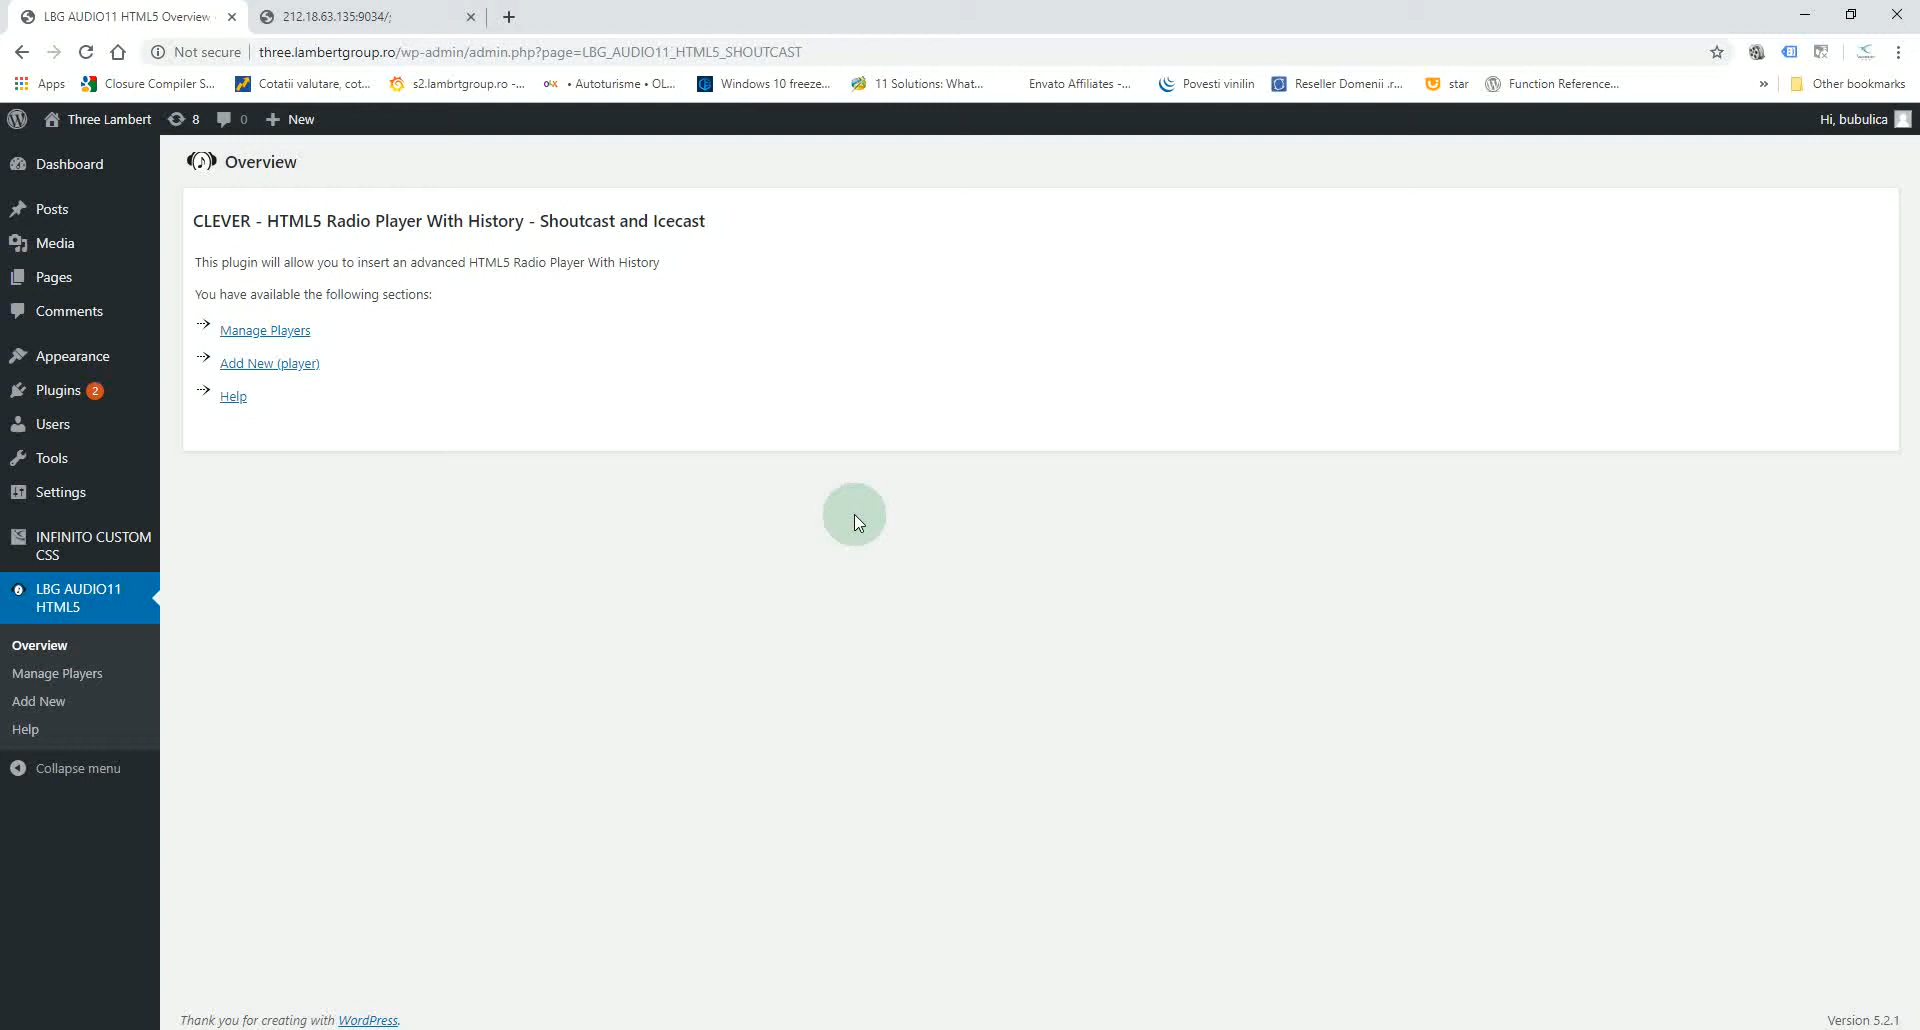 LBG AUDIO11 HTML5 Overview
212.18.63.135:9034/;
Not secure
three.lambertgroup.ro/wp-admin/admin.php?page=LBG_AUDIO11_HTML5_SHOUTCAST
Apps
Closure Compiler S...
Cotatii valutare, cot...
s2.lambrtgroup.ro -...
• Autoturisme • OL...
Windows 10 freeze...
11 Solutions: What...
Envato Affiliates -...
Povesti vinilin
Reseller Domenii .r...
star
Function Reference...
»
Other bookmarks
Three Lambert
8
0
New
Hi, bubulica
Dashboard
Posts
Media
Pages
Comments
Appearance
Plugins 2
Users
Tools
Settings
INFINITO CUSTOM
CSS
LBG AUDIO11
HTML5
Overview
Manage Players
Add New
Help
Collapse menu
Overview
CLEVER - HTML5 Radio Player With History - Shoutcast and Icecast
This plugin will allow you to insert an advanced HTML5 Radio Player With History
You have available the following sections:
Manage Players
Add New (player)
Help
Thank you for creating with WordPress.
Version 5.2.1